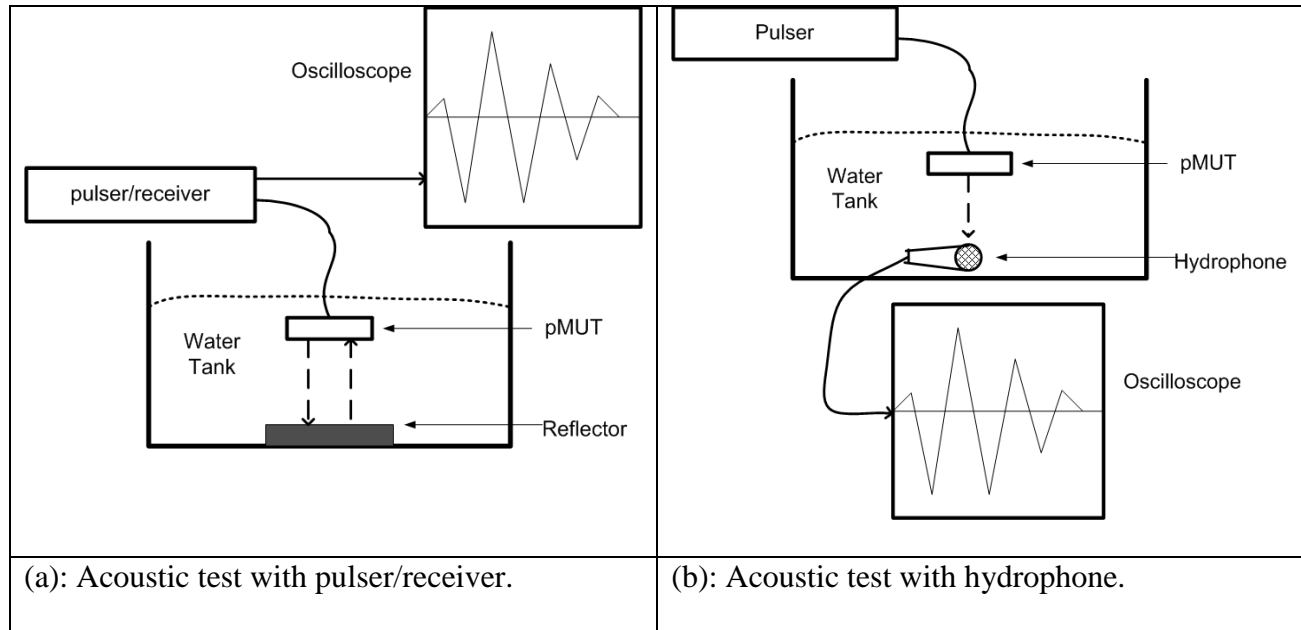 Oscilloscope
pulser/receiver
Water
Tank
pMUT
Reflector
(a): Acoustic test with pulser/receiver.
Pulser
Water
Tank
pMUT
Hydrophone
Oscilloscope
(b): Acoustic test with hydrophone.